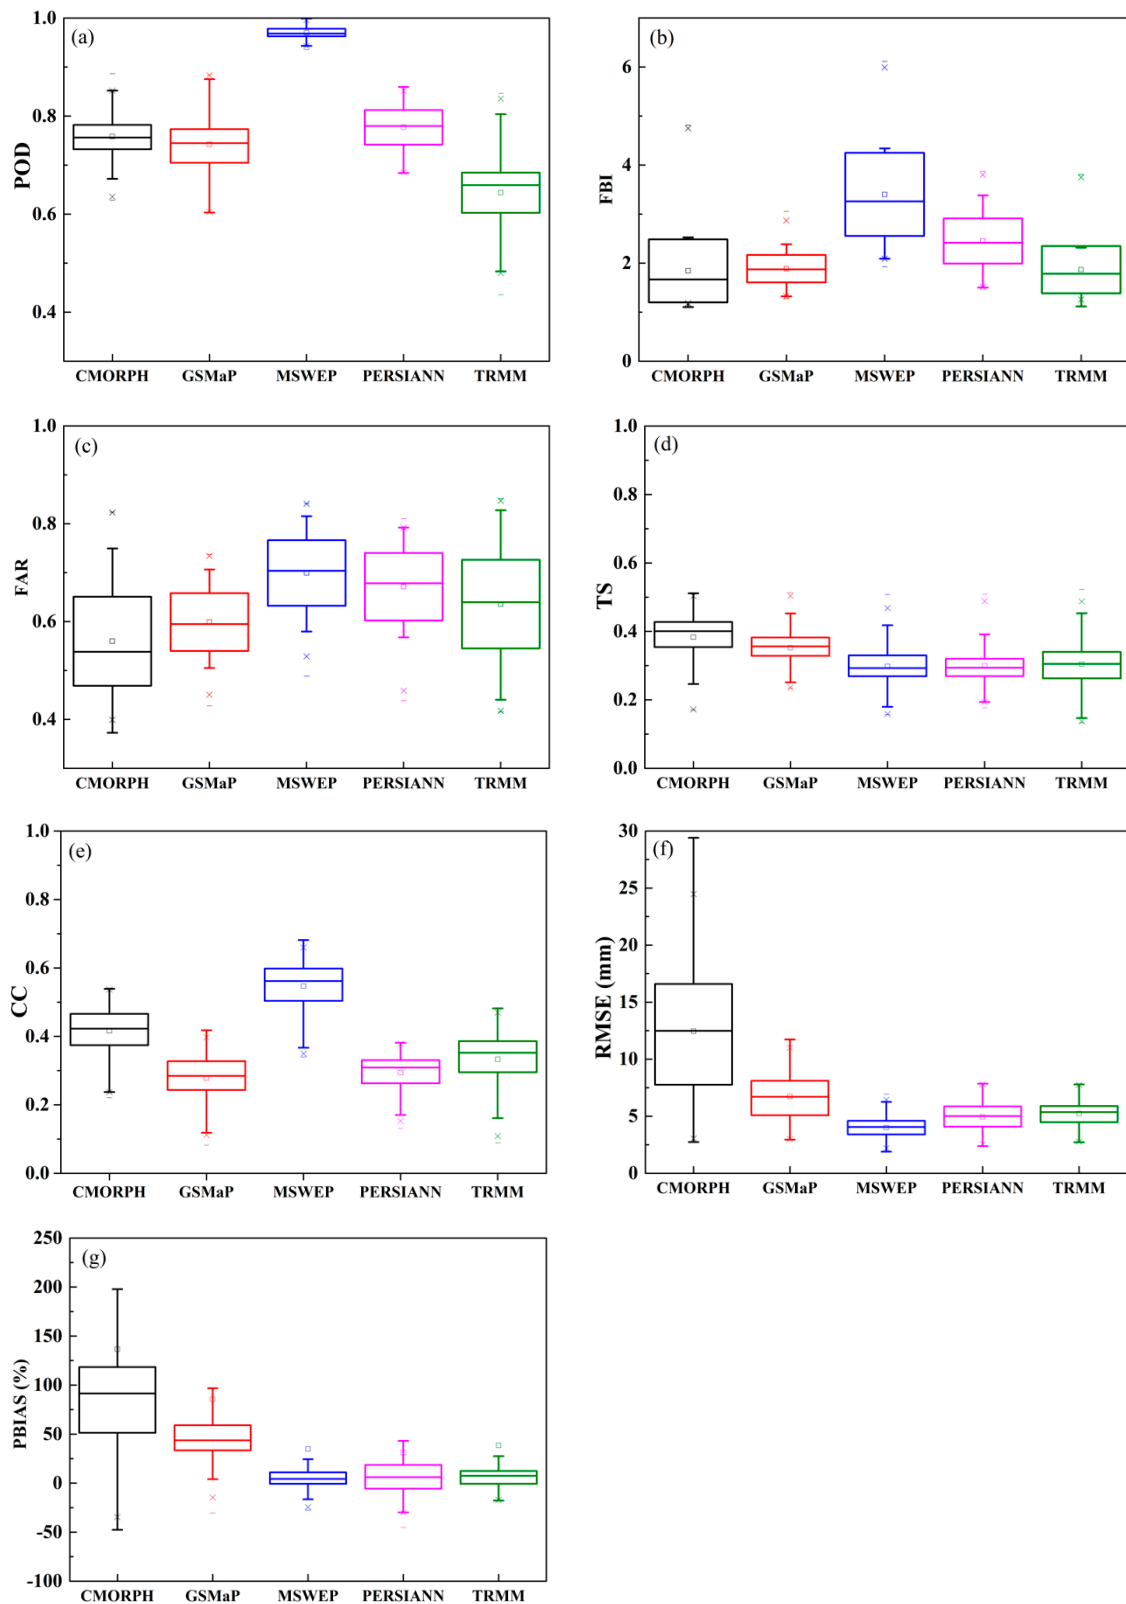 (a)
POD
1.0
0.8
0.6
0.4
CMORPH GSMaP MSWEP PERSIANN TRMM
(b)
FBI
6
4
2
0
CMORPH GSMaP MSWEP PERSIANN TRMM
(c)
FAR
1.0
0.8
0.6
0.4
CMORPH GSMaP MSWEP PERSIANN TRMM
(d)
TS
1.0
0.8
0.6
0.4
0.2
0.0
CMORPH GSMaP MSWEP PERSIANN TRMM
(e)
CC
1.0
0.8
0.6
0.4
0.2
0.0
CMORPH GSMaP MSWEP PERSIANN TRMM
(f)
RMSE (mm)
30
25
20
15
10
5
0
CMORPH GSMaP MSWEP PERSIANN TRMM
(g)
PBIAS (%)
250
200
150
100
50
0
-50
-100
CMORPH GSMaP MSWEP PERSIANN TRMM